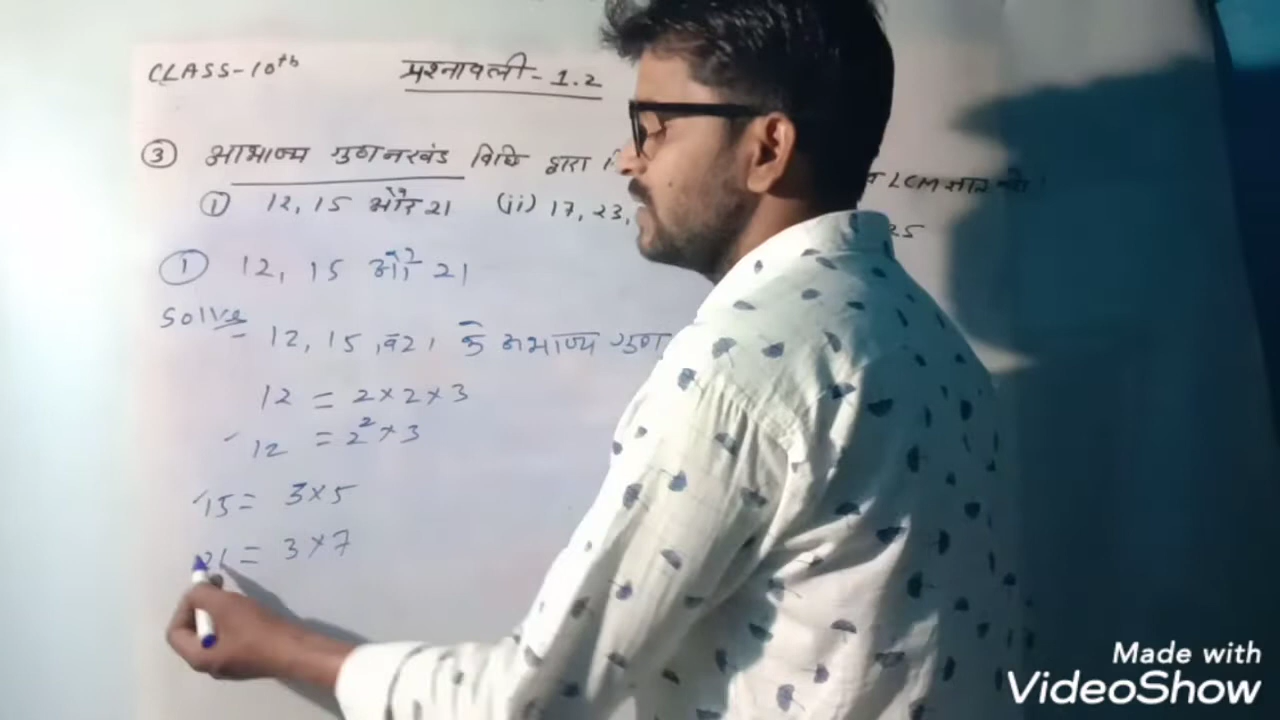 CLASS-10th
प्रश्नावली-1.2
③ अभाज्य गुणनखंड विधि द्वारा LCM ज्ञात करो।
① 12, 15 और 21 (ii) 17, 23, 25
① 12, 15 और 21
Solve
12, 15, व 21 के अभाज्य गुण
12 = 2×2×3
12 = 2²×3
15 = 3×5
21 = 3×7
Made with
VideoShow